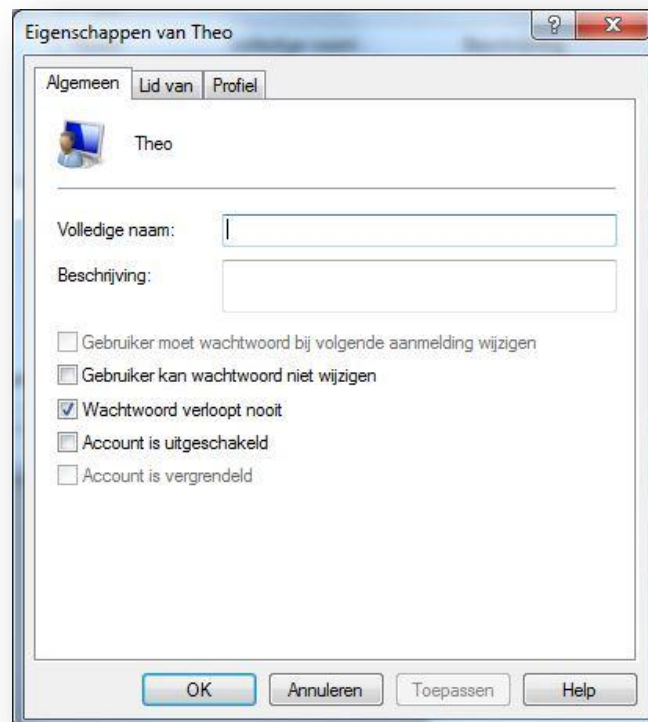 Eigenschappen van Theo
Algemeen Lid van Profiel
Theo
Volledige naam:
Beschrijving:
Gebruiker moet wachtwoord bij volgende aanmelding wijzigen
Gebruiker kan wachtwoord niet wijzigen
Wachtwoord verloopt nooit
Account is uitgeschakeld
Account is vergrendeld
OK Annuleren Toepassen Help